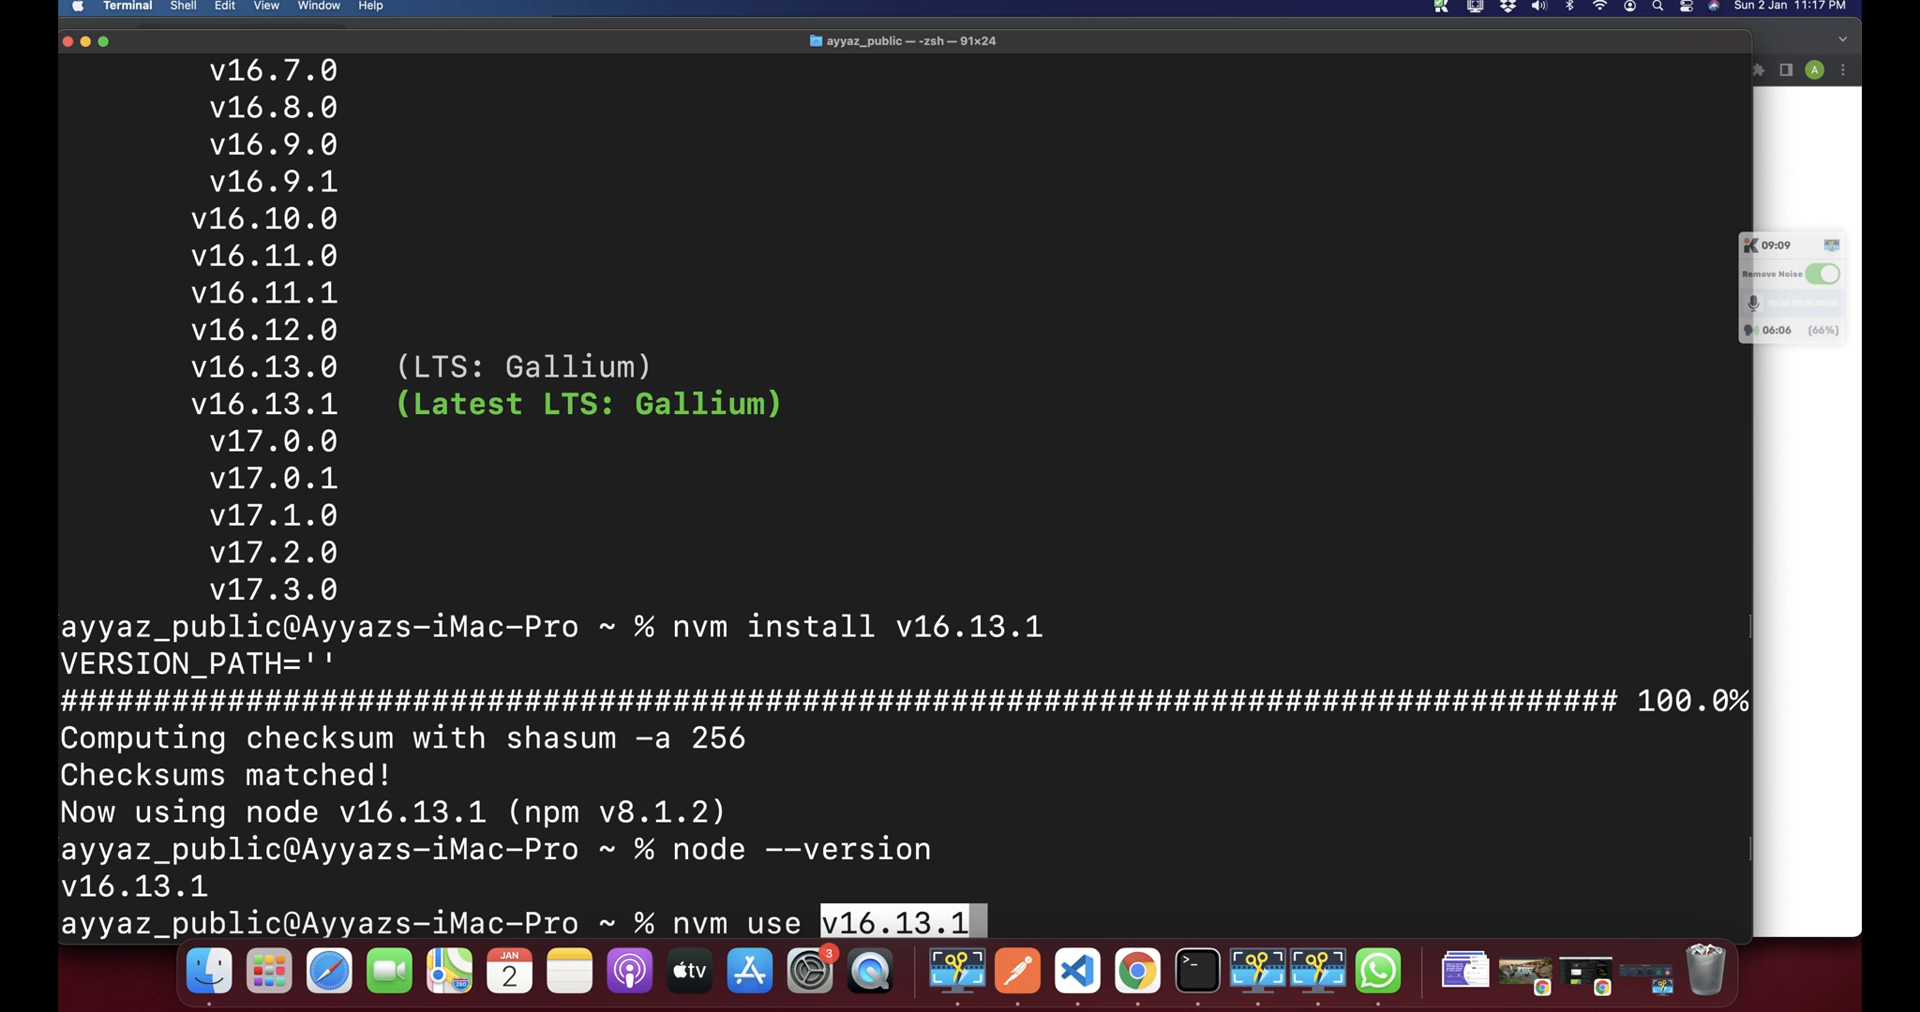 Terminal Shell Edit View Window Help Sun 2 Jan 11:17 PM
ayyaz_public — -zsh — 91×24
A
v16.7.0
v16.8.0
v16.9.0
v16.9.1
v16.10.0
v16.11.0
v16.11.1
v16.12.0
v16.13.0 (LTS: Gallium)
v16.13.1 (Latest LTS: Gallium)
v17.0.0
v17.0.1
v17.1.0
v17.2.0
v17.3.0
ayyaz_public@Ayyazs-iMac-Pro ~ % nvm install v16.13.1
VERSION_PATH=''
#################################################################################### 100.0%
Computing checksum with shasum -a 256
Checksums matched!
Now using node v16.13.1 (npm v8.1.2)
ayyaz_public@Ayyazs-iMac-Pro ~ % node --version
v16.13.1
ayyaz_public@Ayyazs-iMac-Pro ~ % nvm use v16.13.1
K 09:09
Remove Noise
06:06 (66%)
JAN
2
tv
3
280
>_